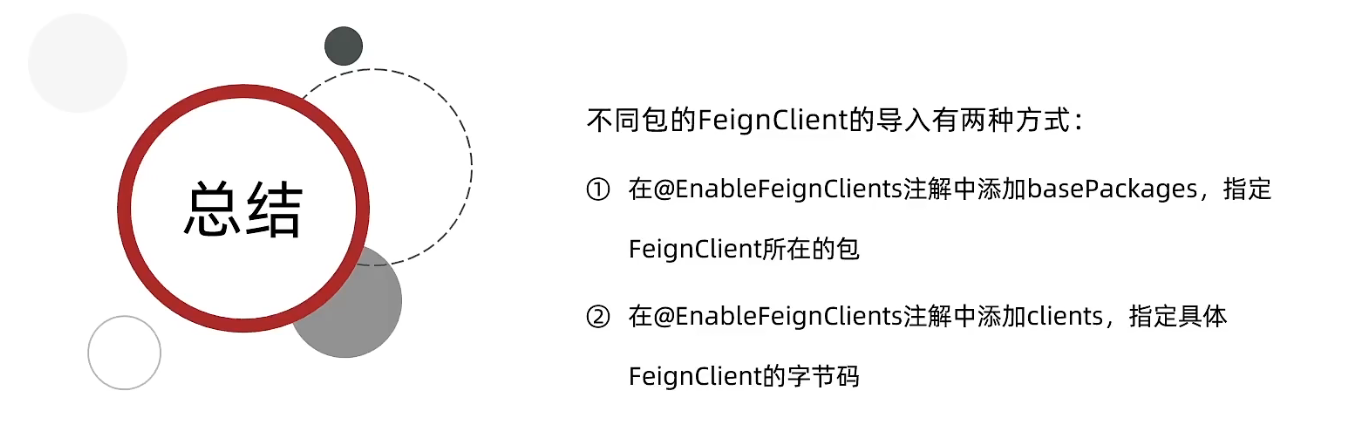 总结
不同包的FeignClient的导入有两种方式：
① 在@EnableFeignClients注解中添加basePackages，指定
FeignClient所在的包
② 在@EnableFeignClients注解中添加clients，指定具体
FeignClient的字节码